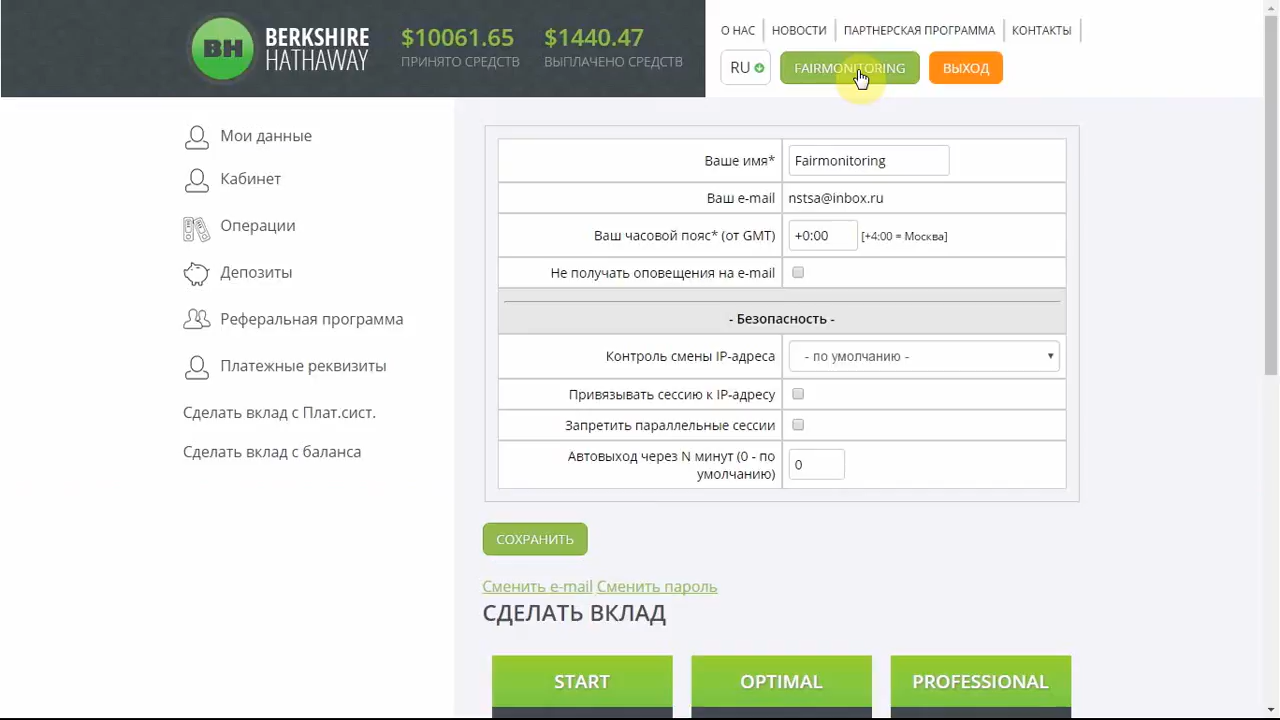 BH
BERKSHIRE
HATHAWAY
$10061.65
ПРИНЯТО СРЕДСТВ
$1440.47
ВЫПЛАЧЕНО СРЕДСТВ
О НАС
НОВОСТИ
ПАРТНЕРСКАЯ ПРОГРАММА
КОНТАКТЫ
RU
FAIRMONITORING
ВЫХОД
Мои данные
Кабинет
Операции
Депозиты
Реферальная программа
Платежные реквизиты
Сделать вклад с Плат.сист.
Сделать вклад с баланса
Ваше имя* Fairmonitoring
Ваш e-mail nstsa@inbox.ru
Ваш часовой пояс* (от GMT) +0:00 [+4:00 = Москва]
Не получать оповещения на e-mail
- Безопасность -
Контроль смены IP-адреса - по умолчанию -
Привязывать сессию к IP-адресу
Запретить параллельные сессии
Автовыход через N минут (0 - по
умолчанию) 0
СОХРАНИТЬ
Сменить e-mail Сменить пароль
СДЕЛАТЬ ВКЛАД
START
OPTIMAL
PROFESSIONAL